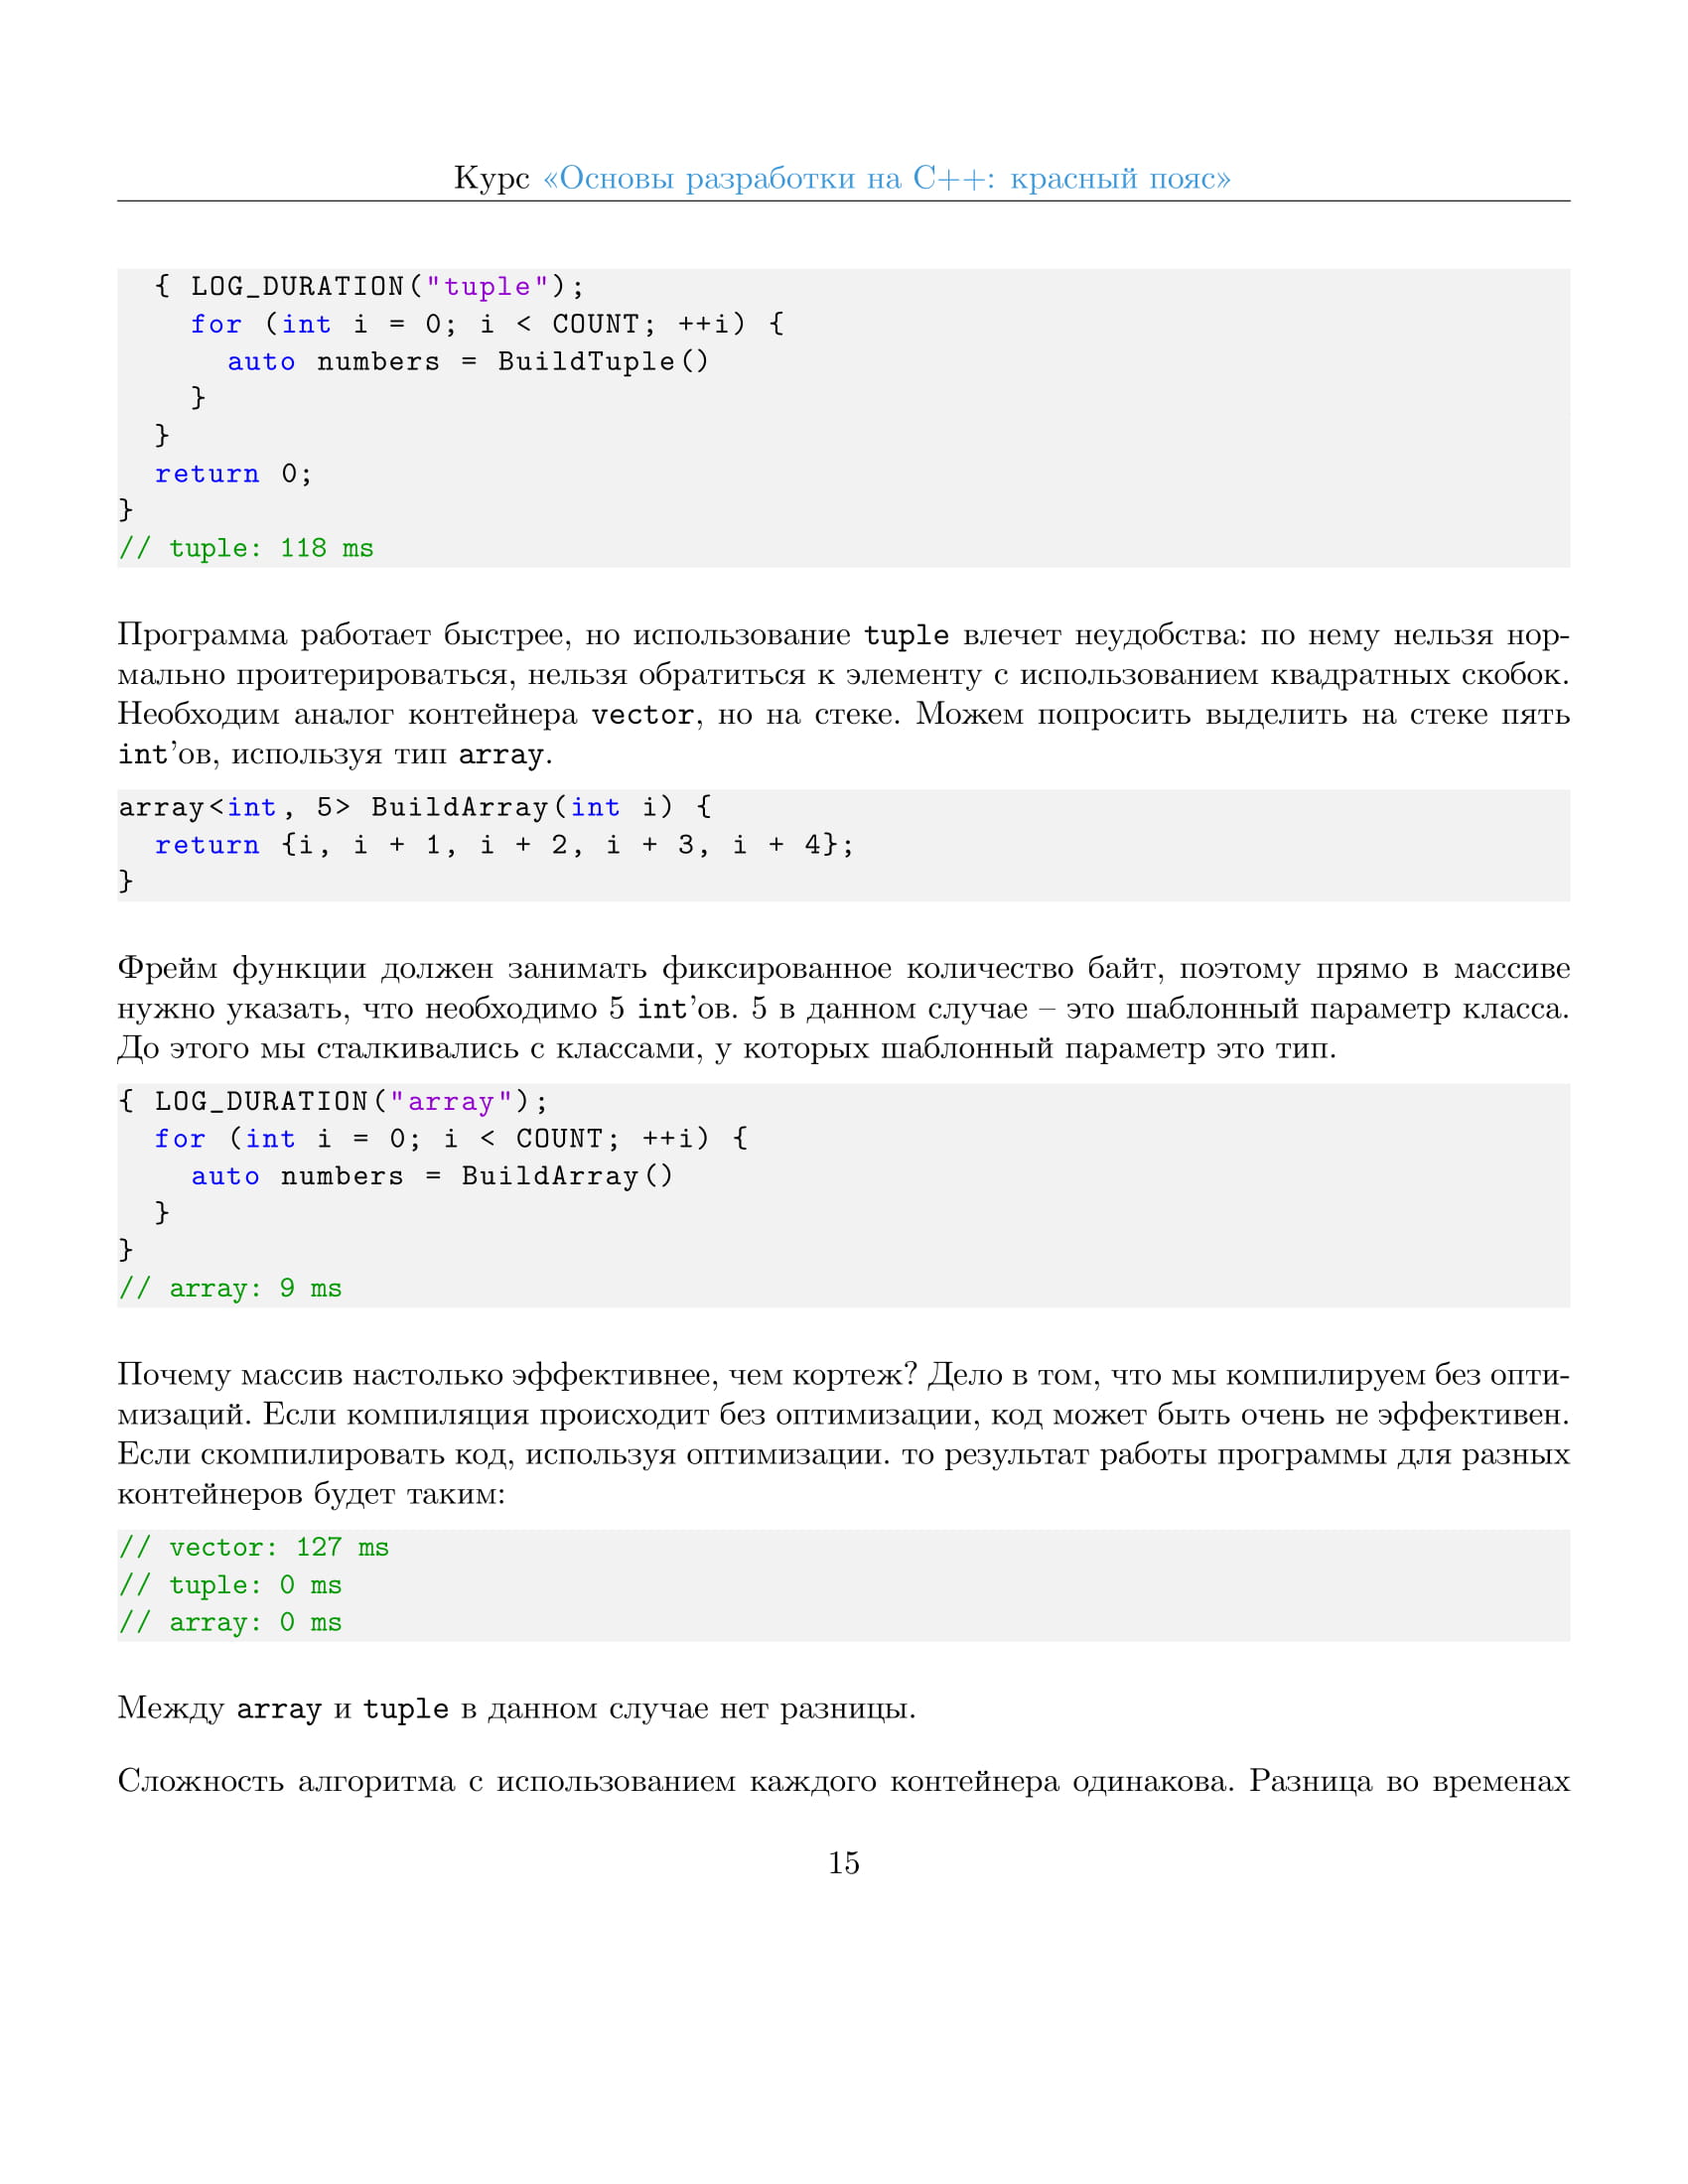 Курс «Основы разработки на C++: красный пояс»
{ LOG_DURATION("tuple");
for (int i = 0; i < COUNT; ++i) {
auto numbers = BuildTuple()
}
}
return 0;
}
// tuple: 118 ms
Программа работает быстрее, но использование tuple влечет неудобства: по нему нельзя нор-
мально проитерироваться, нельзя обратиться к элементу с использованием квадратных скобок.
Необходим аналог контейнера vector, но на стеке. Можем попросить выделить на стеке пять
int'ов, используя тип array.
array<int, 5> BuildArray(int i) {
return {i, i + 1, i + 2, i + 3, i + 4};
}
Фрейм функции должен занимать фиксированное количество байт, поэтому прямо в массиве
нужно указать, что необходимо 5 int'ов. 5 в данном случае – это шаблонный параметр класса.
До этого мы сталкивались с классами, у которых шаблонный параметр это тип.
{ LOG_DURATION("array");
for (int i = 0; i < COUNT; ++i) {
auto numbers = BuildArray()
}
}
// array: 9 ms
Почему массив настолько эффективнее, чем кортеж? Дело в том, что мы компилируем без опти-
мизаций. Если компиляция происходит без оптимизации, код может быть очень не эффективен.
Если скомпилировать код, используя оптимизации. то результат работы программы для разных
контейнеров будет таким:
// vector: 127 ms
// tuple: 0 ms
// array: 0 ms
Между array и tuple в данном случае нет разницы.
Сложность алгоритма с использованием каждого контейнера одинакова. Разница во временах
15